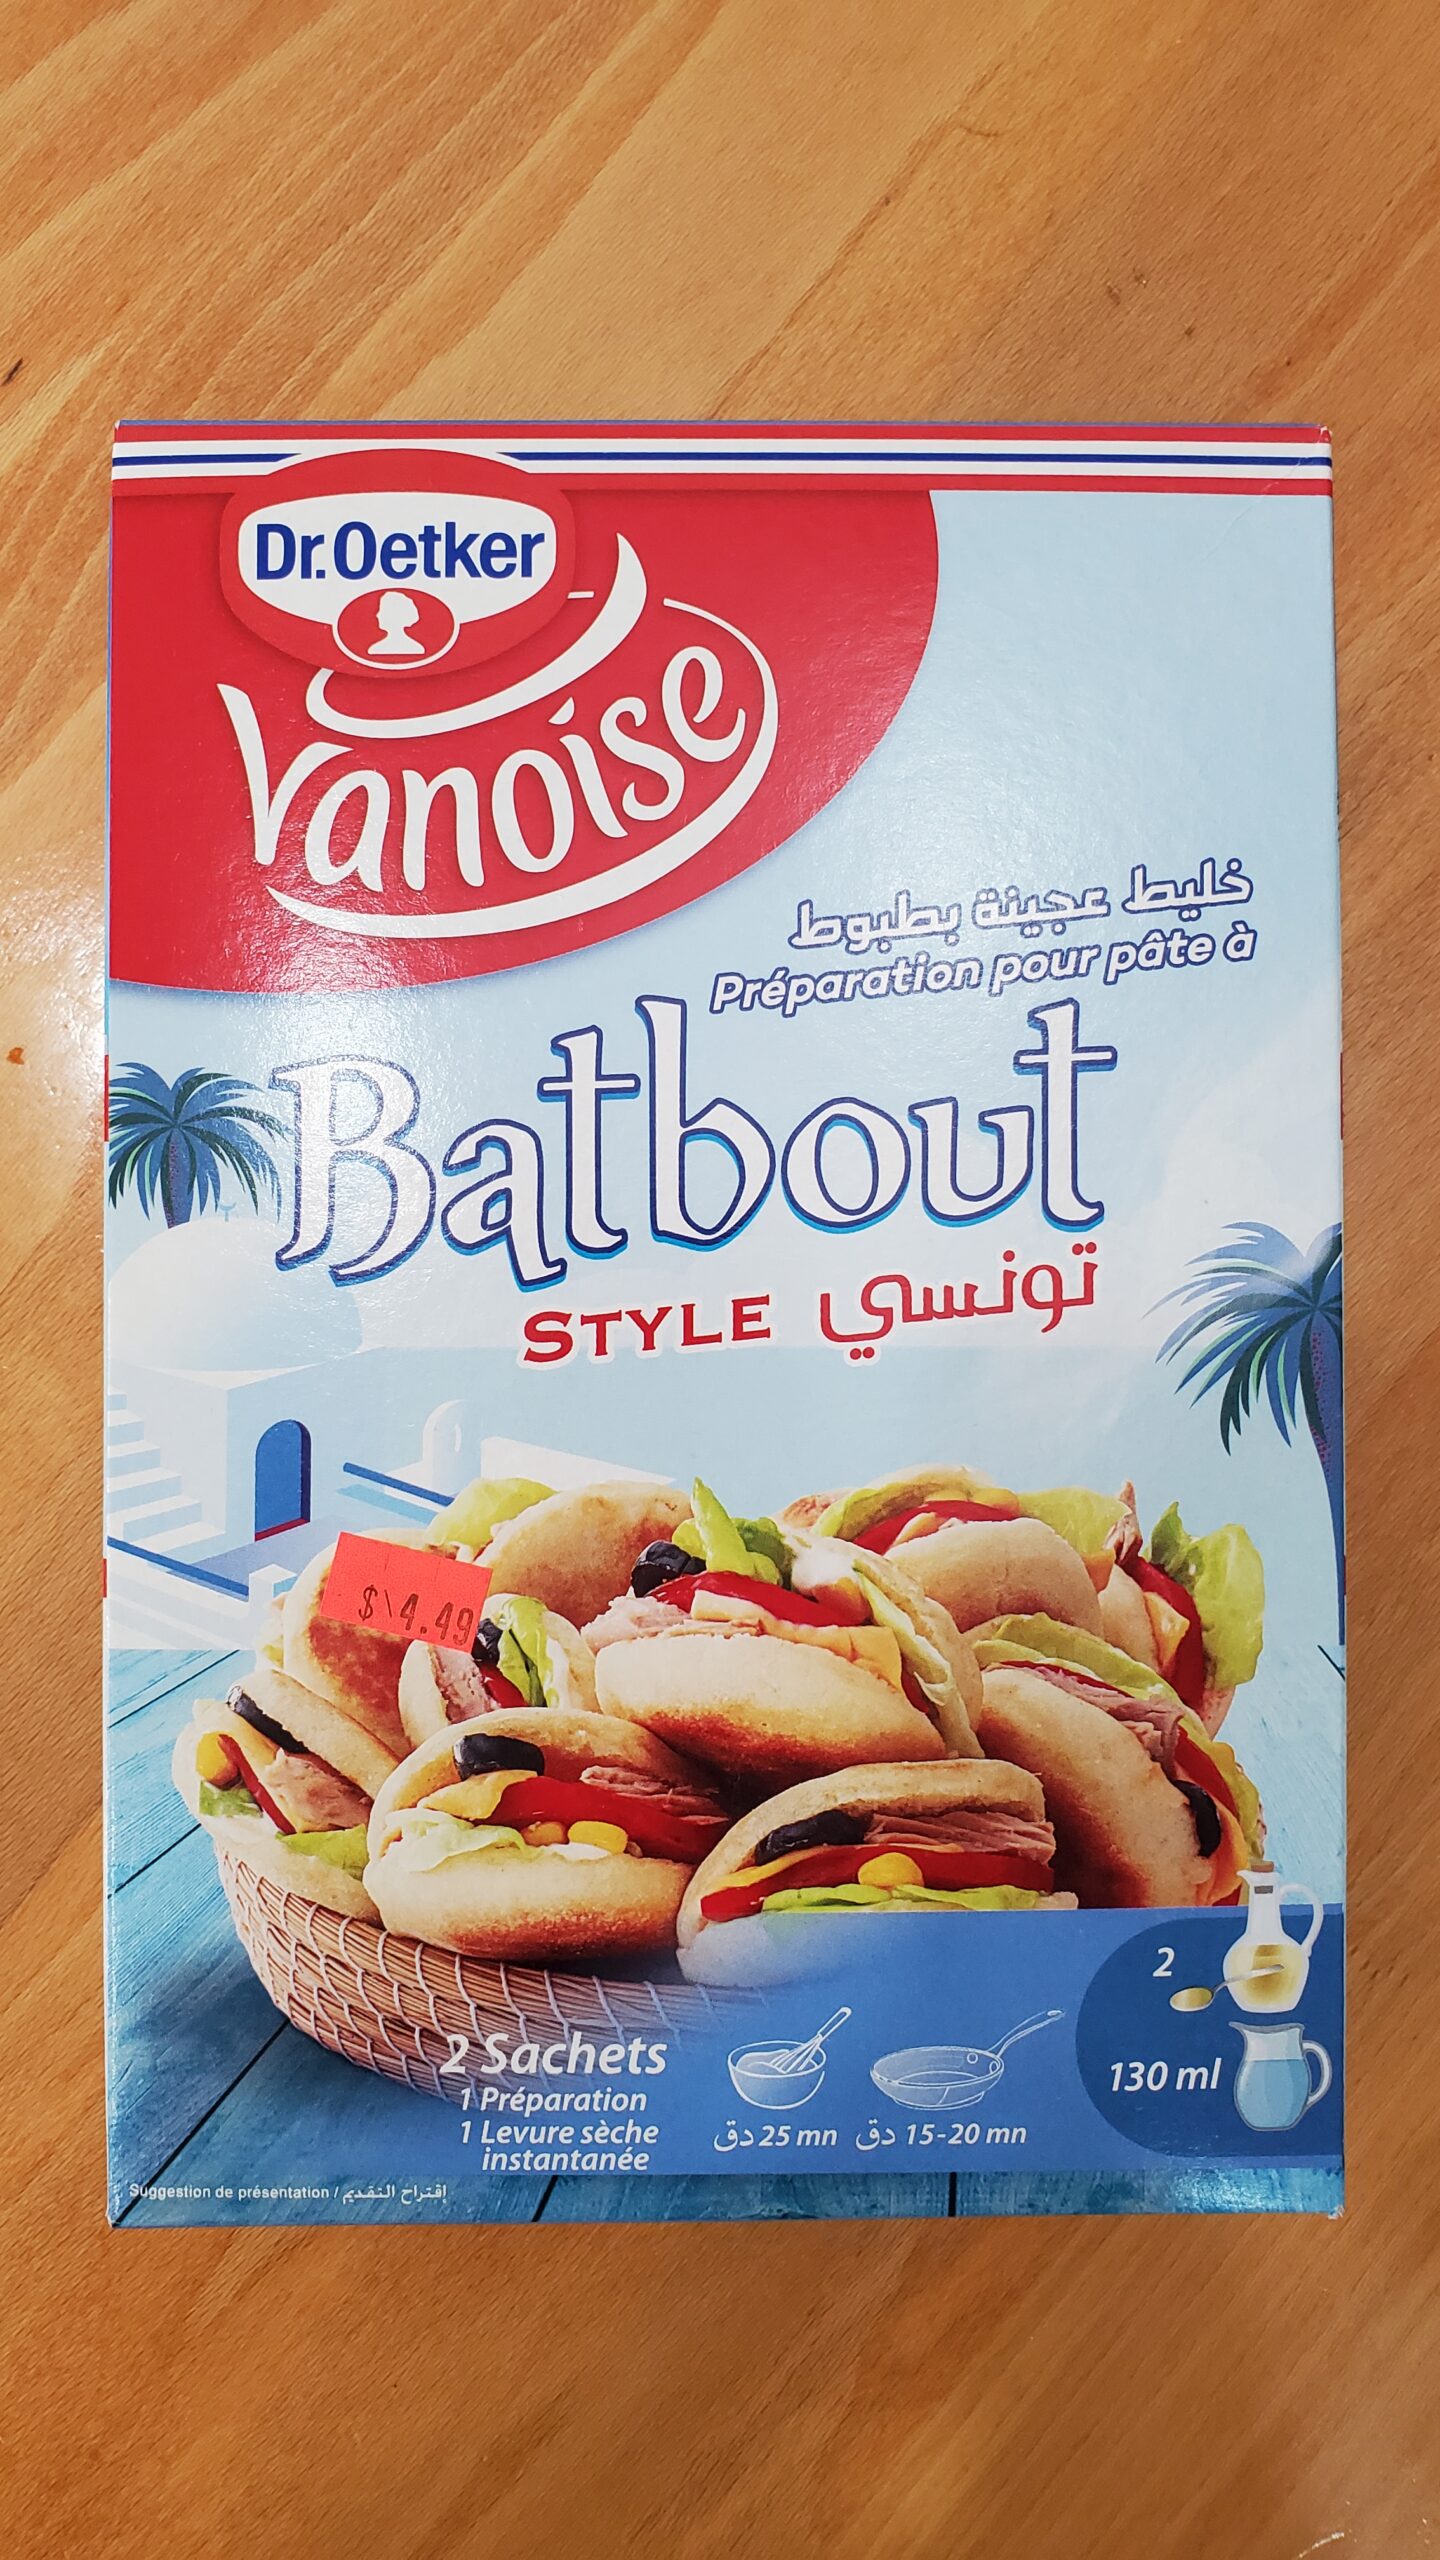 Dr.Oetker
Vanoise
خليط عجينة بطبوط
Préparation pour pâte à
Batbout
STYLE تونسي
$\4.49
2 Sachets
1 Préparation
1 Levure sèche
instantanée
25 mn دق
15-20 mn دق
2
130 ml
Suggestion de présentation / إقتراح التقديم